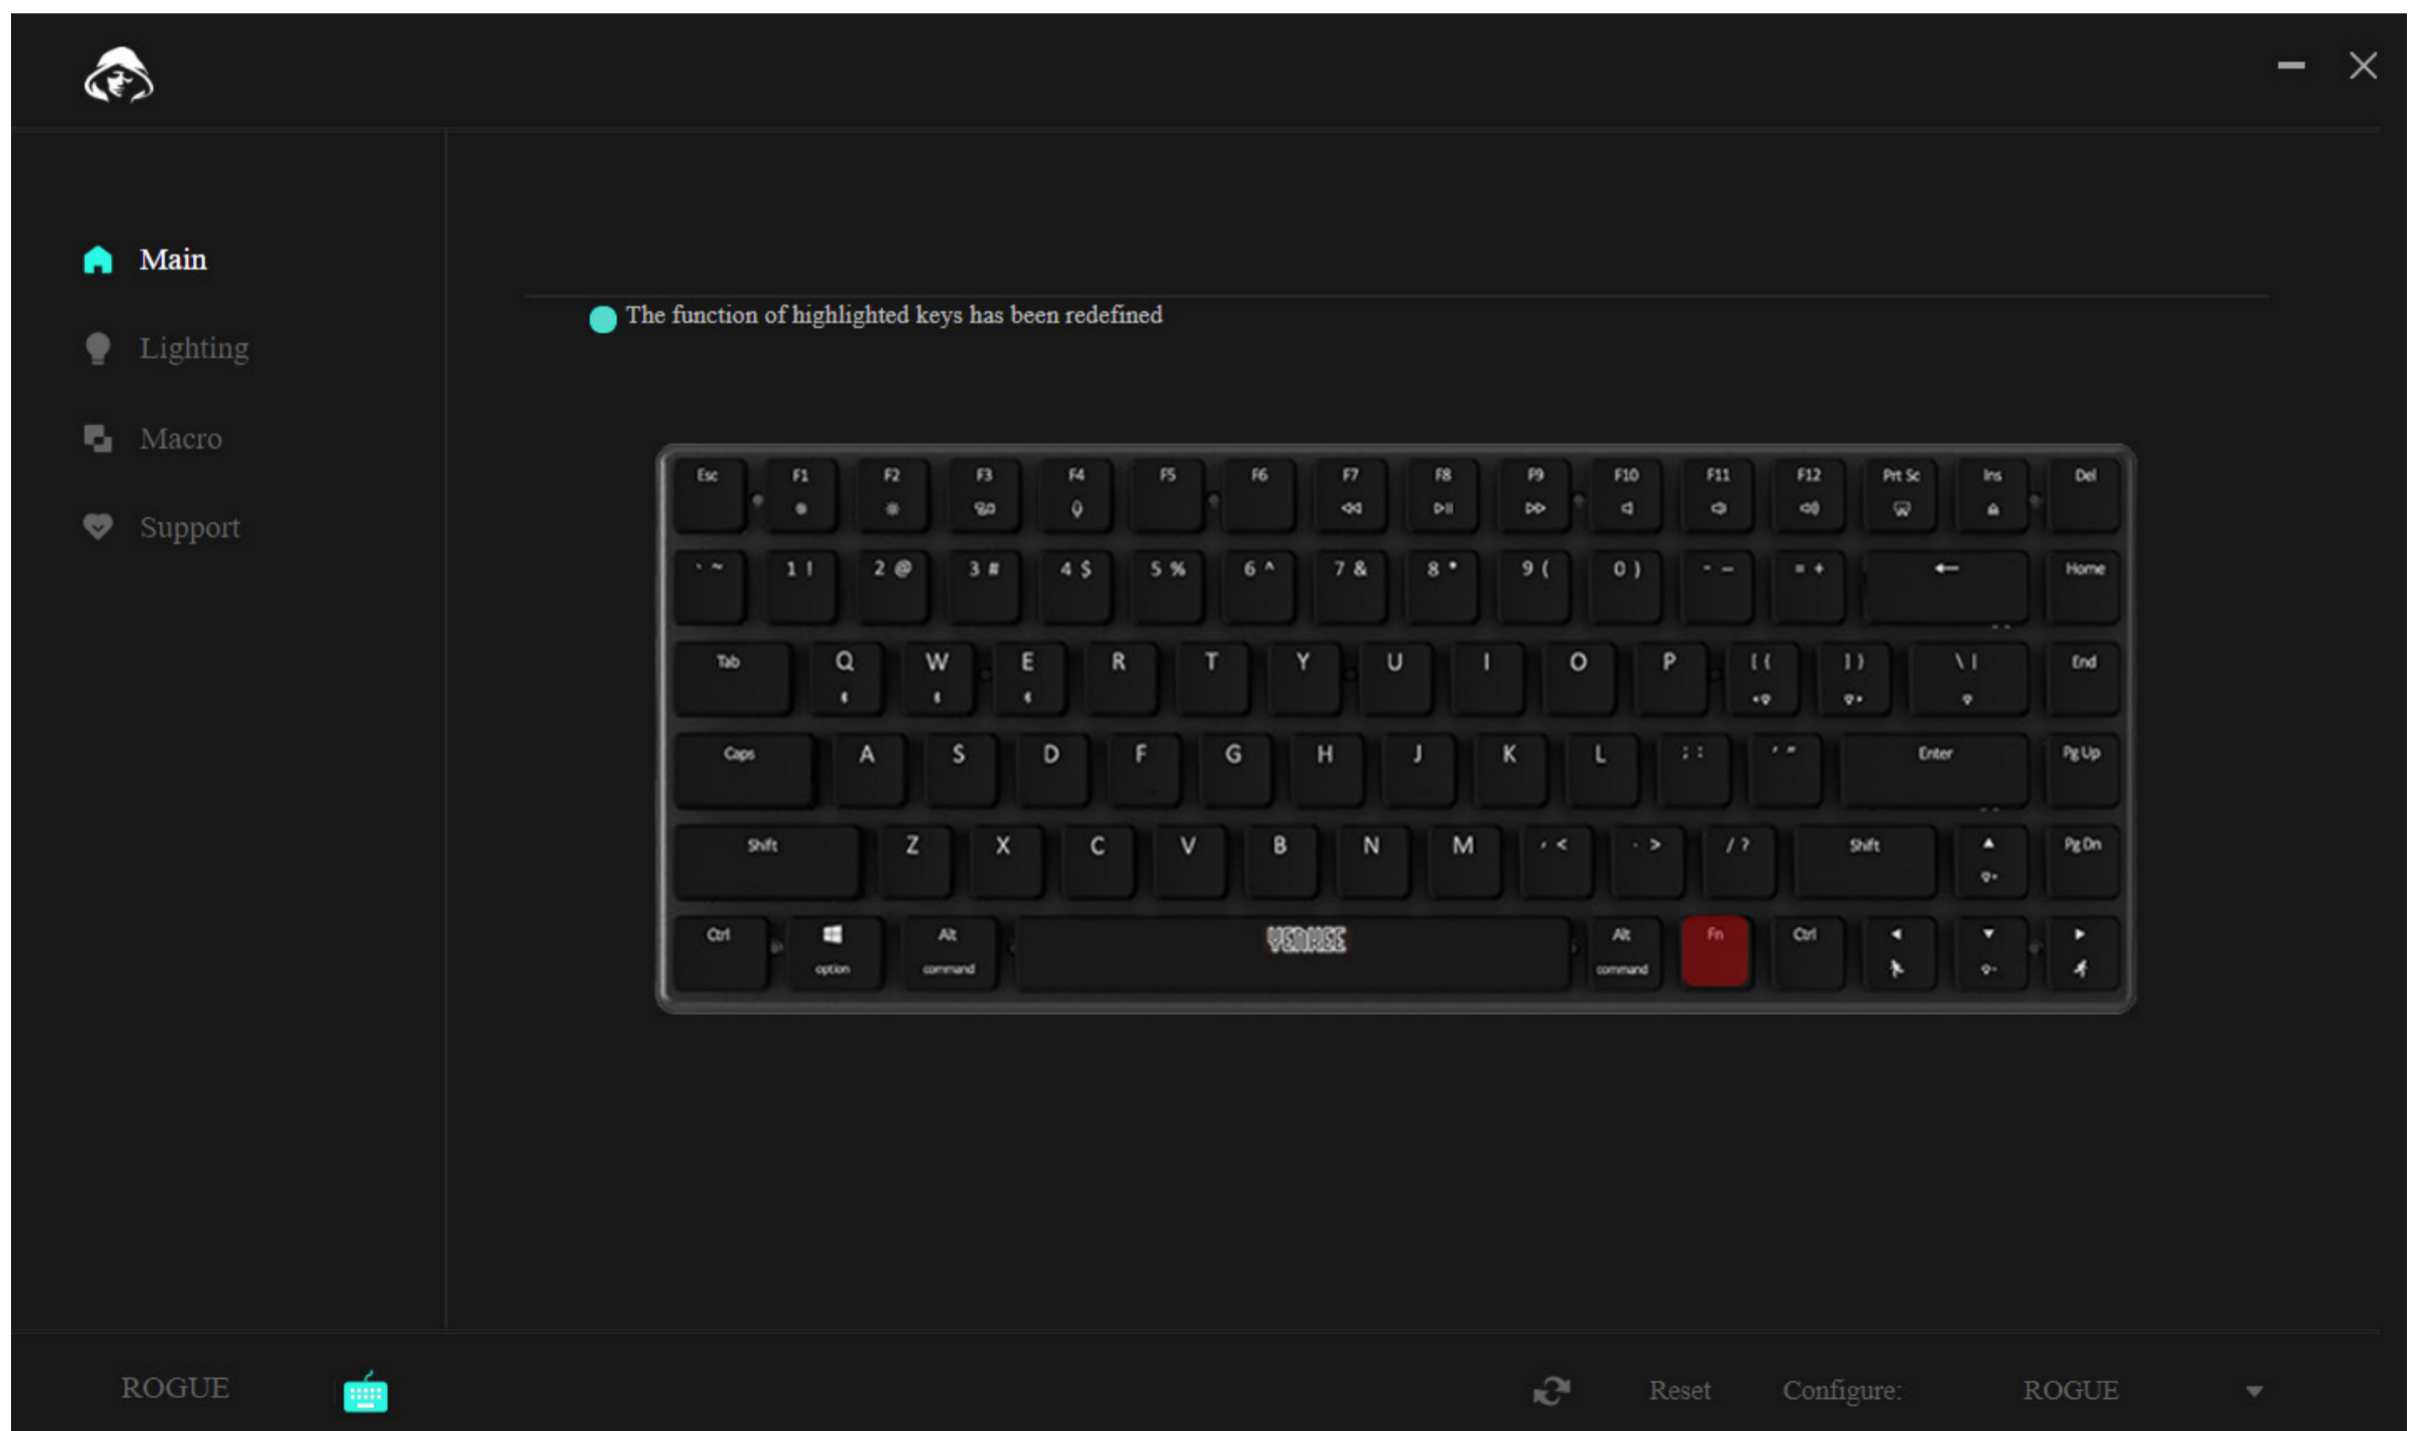 Main
Lighting
Macro
Support
The function of highlighted keys has been redefined
Esc F1 F2 F3 F4 F5 F6 F7 F8 F9 F10 F11 F12 Prt Sc Ins Del
` ~ 1 ! 2 @ 3 # 4 $ 5 % 6 ^ 7 & 8 * 9 ( 0 ) - – = + ← Home
Tab Q W E R T Y U I O P [ { ] } \ | End
Caps A S D F G H J K L ; : ' " Enter Pg Up
Shift Z X C V B N M , < . > / ? Shift Pg Dn
Ctrl option Alt command YENKEE Alt command Fn Ctrl
ROGUE
Reset Configure: ROGUE